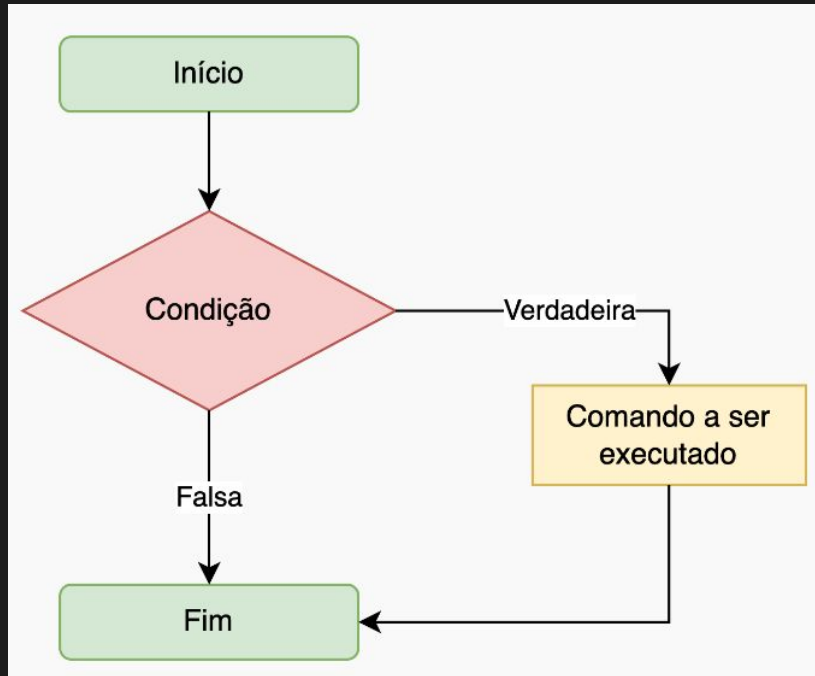 Início
Condição
Verdadeira
Comando a ser
executado
Falsa
Fim